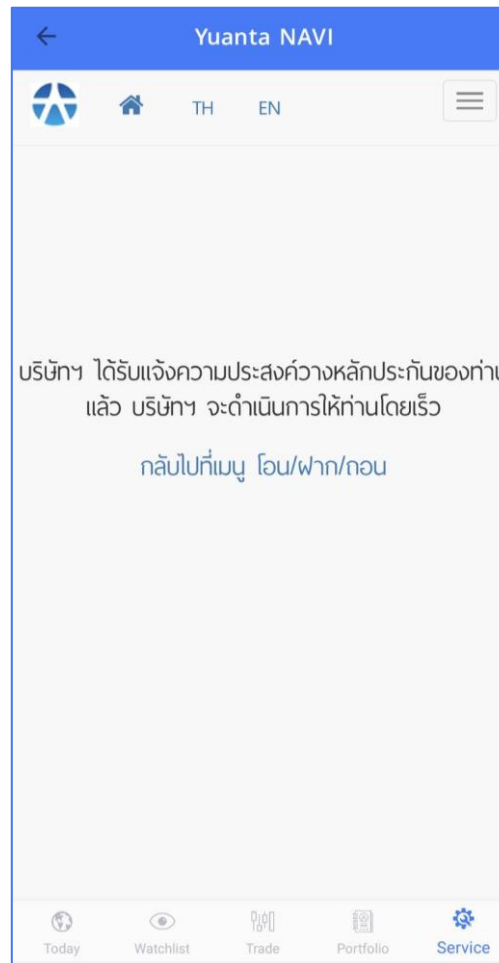 Yuanta NAVI
TH EN
บริษัทฯ ได้รับแจ้งความประสงค์วางหลักประกันของท่าน
แล้ว บริษัทฯ จะดำเนินการให้ท่านโดยเร็ว
กลับไปที่เมนู โอน/ฝาก/ถอน
Today Watchlist Trade Portfolio Service